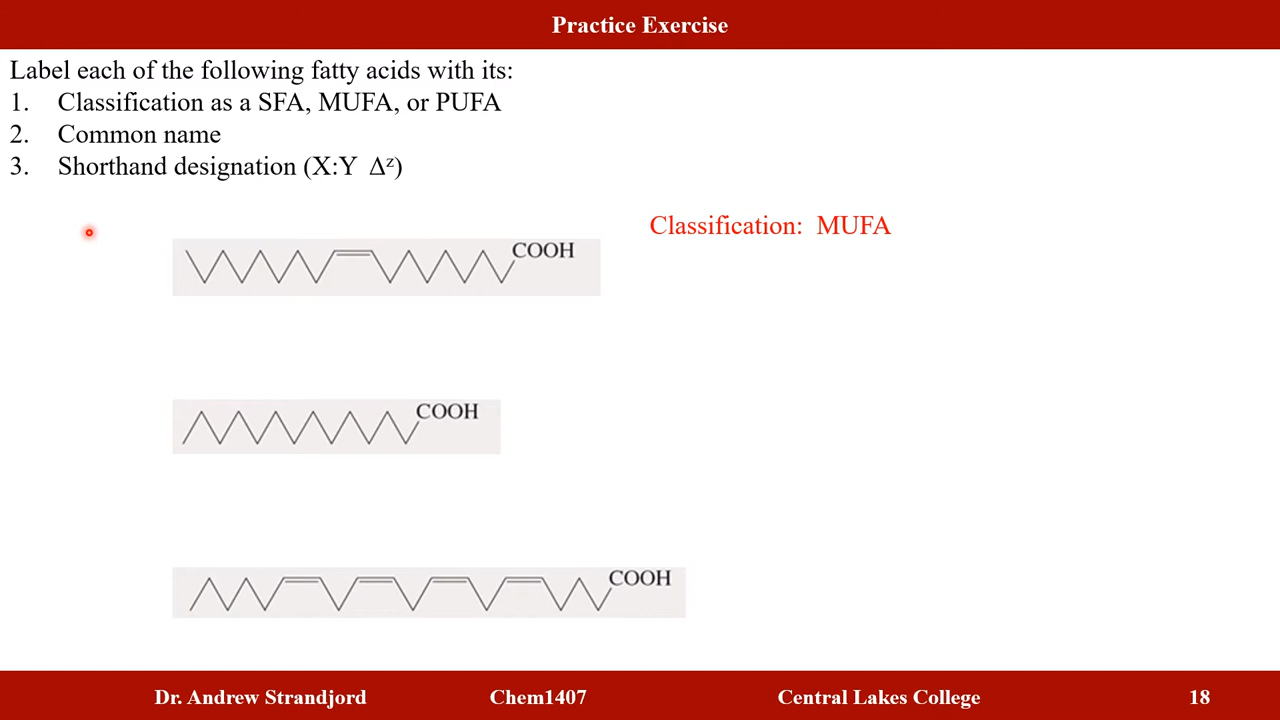 Practice Exercise
Label each of the following fatty acids with its:
1. Classification as a SFA, MUFA, or PUFA
2. Common name
3. Shorthand designation (X:Y Δᶻ)
Classification: MUFA
COOH
COOH
COOH
Dr. Andrew Strandjord Chem1407 Central Lakes College 18